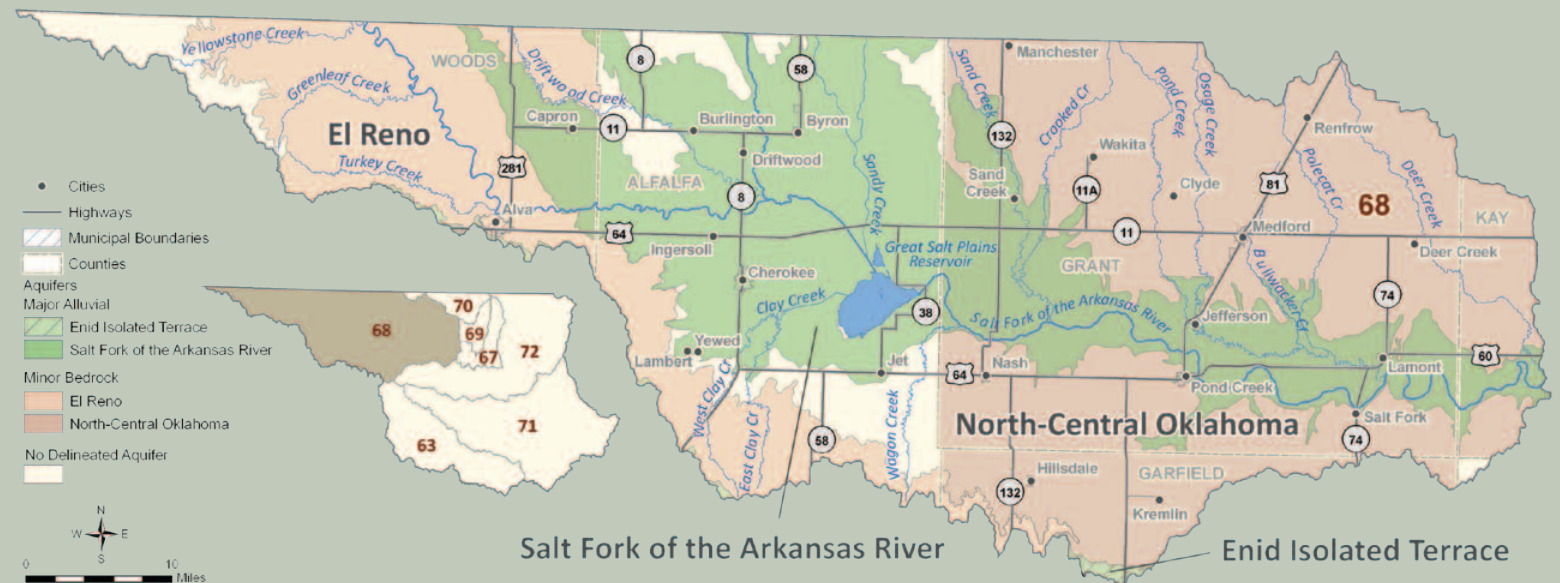 Yellowstone Creek
Greenleaf Creek
WOODS
El Reno
Turkey Creek
281
Alva
Driftwood Creek
8
58
Capron
11
Burlington
Byron
Driftwood
ALFALFA
8
64
Ingersoll
Cherokee
Sandy Creek
Great Salt Plains
Reservoir
Clay Creek
38
Yewed
Lambert
Jet
West Clay Cr
East Clay Cr
58
Wagon Creek
64
Nash
Manchester
Sand Creek
132
Crooked Cr
Pond Creek
Osage Creek
Wakita
Sand
Creek
11A
Clyde
81
Renfrow
Polecat Cr
Deer Creek
68
KAY
11
Medford
Deer Creek
GRANT
Bullwacker Cr
74
Salt Fork of the Arkansas River
Jefferson
60
Lamont
Pond Creek
Salt Fork
74
North-Central Oklahoma
Hillsdale
GARFIELD
132
Kremlin
Salt Fork of the Arkansas River
Enid Isolated Terrace
Cities
Highways
Municipal Boundaries
Counties
Aquifers
Major Alluvial
Enid Isolated Terrace
Salt Fork of the Arkansas River
Minor Bedrock
El Reno
North-Central Oklahoma
No Delineated Aquifer
68
70
69
67
72
71
63
N
W E
S
0 10
Miles